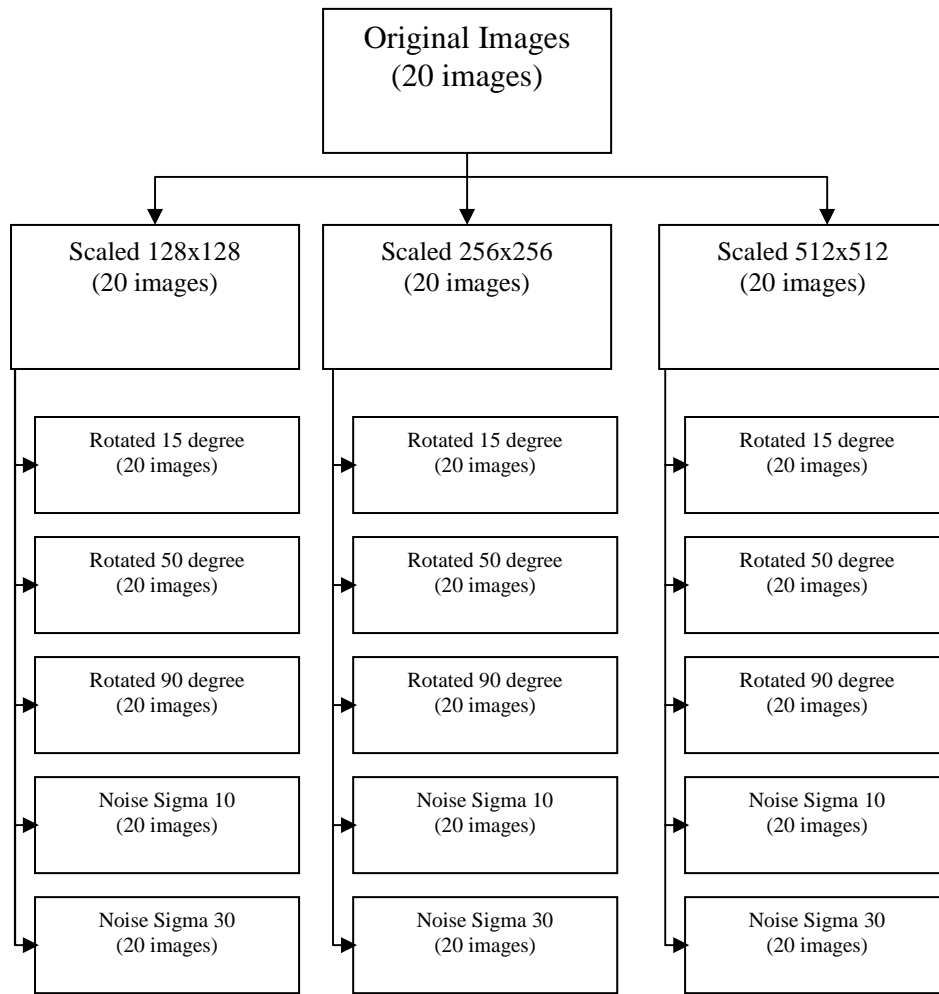 Original Images
(20 images)
Scaled 128x128
(20 images)
Scaled 256x256
(20 images)
Scaled 512x512
(20 images)
Rotated 15 degree
(20 images)
Rotated 15 degree
(20 images)
Rotated 15 degree
(20 images)
Rotated 50 degree
(20 images)
Rotated 50 degree
(20 images)
Rotated 50 degree
(20 images)
Rotated 90 degree
(20 images)
Rotated 90 degree
(20 images)
Rotated 90 degree
(20 images)
Noise Sigma 10
(20 images)
Noise Sigma 10
(20 images)
Noise Sigma 10
(20 images)
Noise Sigma 30
(20 images)
Noise Sigma 30
(20 images)
Noise Sigma 30
(20 images)